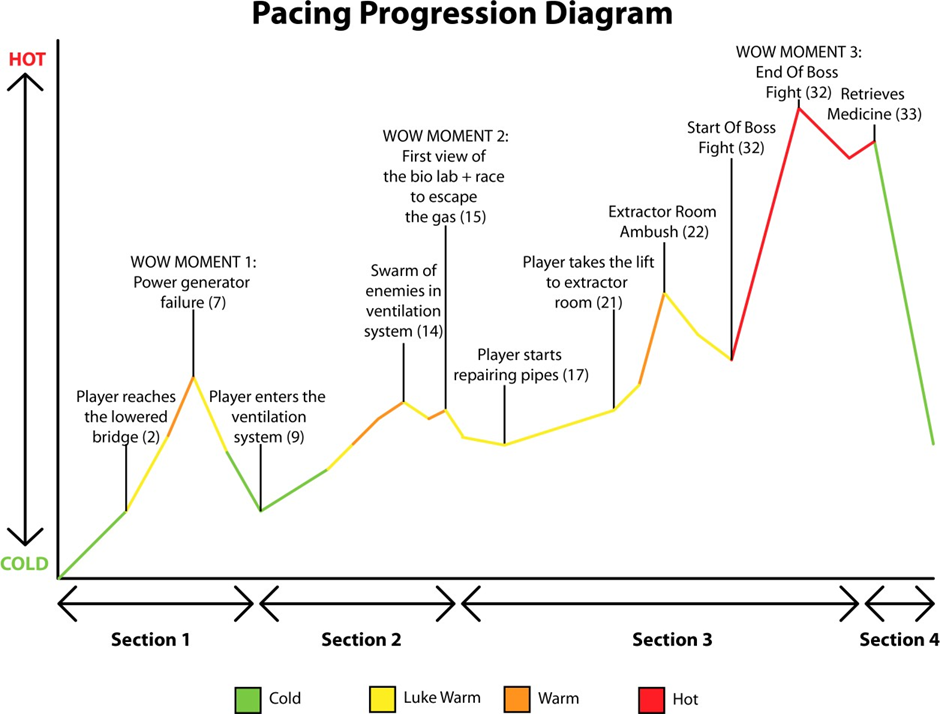 Pacing Progression Diagram
HOT
COLD
Player reaches
the lowered
bridge (2)
WOW MOMENT 1:
Power generator
failure (7)
Player enters the
ventilation
system (9)
Swarm of
enemies in
ventilation
system (14)
WOW MOMENT 2:
First view of
the bio lab + race
to escape
the gas (15)
Player starts
repairing pipes (17)
Player takes the lift
to extractor
room (21)
Extractor Room
Ambush (22)
Start Of Boss
Fight (32)
WOW MOMENT 3:
End Of Boss
Fight (32)
Retrieves
Medicine (33)
Section 1
Section 2
Section 3
Section 4
Cold
Luke Warm
Warm
Hot